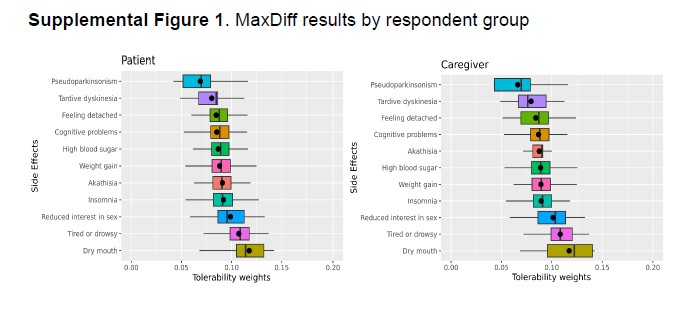 Supplemental Figure 1. MaxDiff results by respondent group
Patient
Side Effects
Pseudoparkinsonism
Tardive dyskinesia
Feeling detached
Cognitive problems
High blood sugar
Weight gain
Akathisia
Insomnia
Reduced interest in sex
Tired or drowsy
Dry mouth
0.00 0.05 0.10 0.15 0.20
Tolerability weights
Caregiver
Side Effects
Pseudoparkinsonism
Tardive dyskinesia
Feeling detached
Cognitive problems
Akathisia
High blood sugar
Weight gain
Insomnia
Reduced interest in sex
Tired or drowsy
Dry mouth
0.00 0.05 0.10 0.15 0.20
Tolerability weights